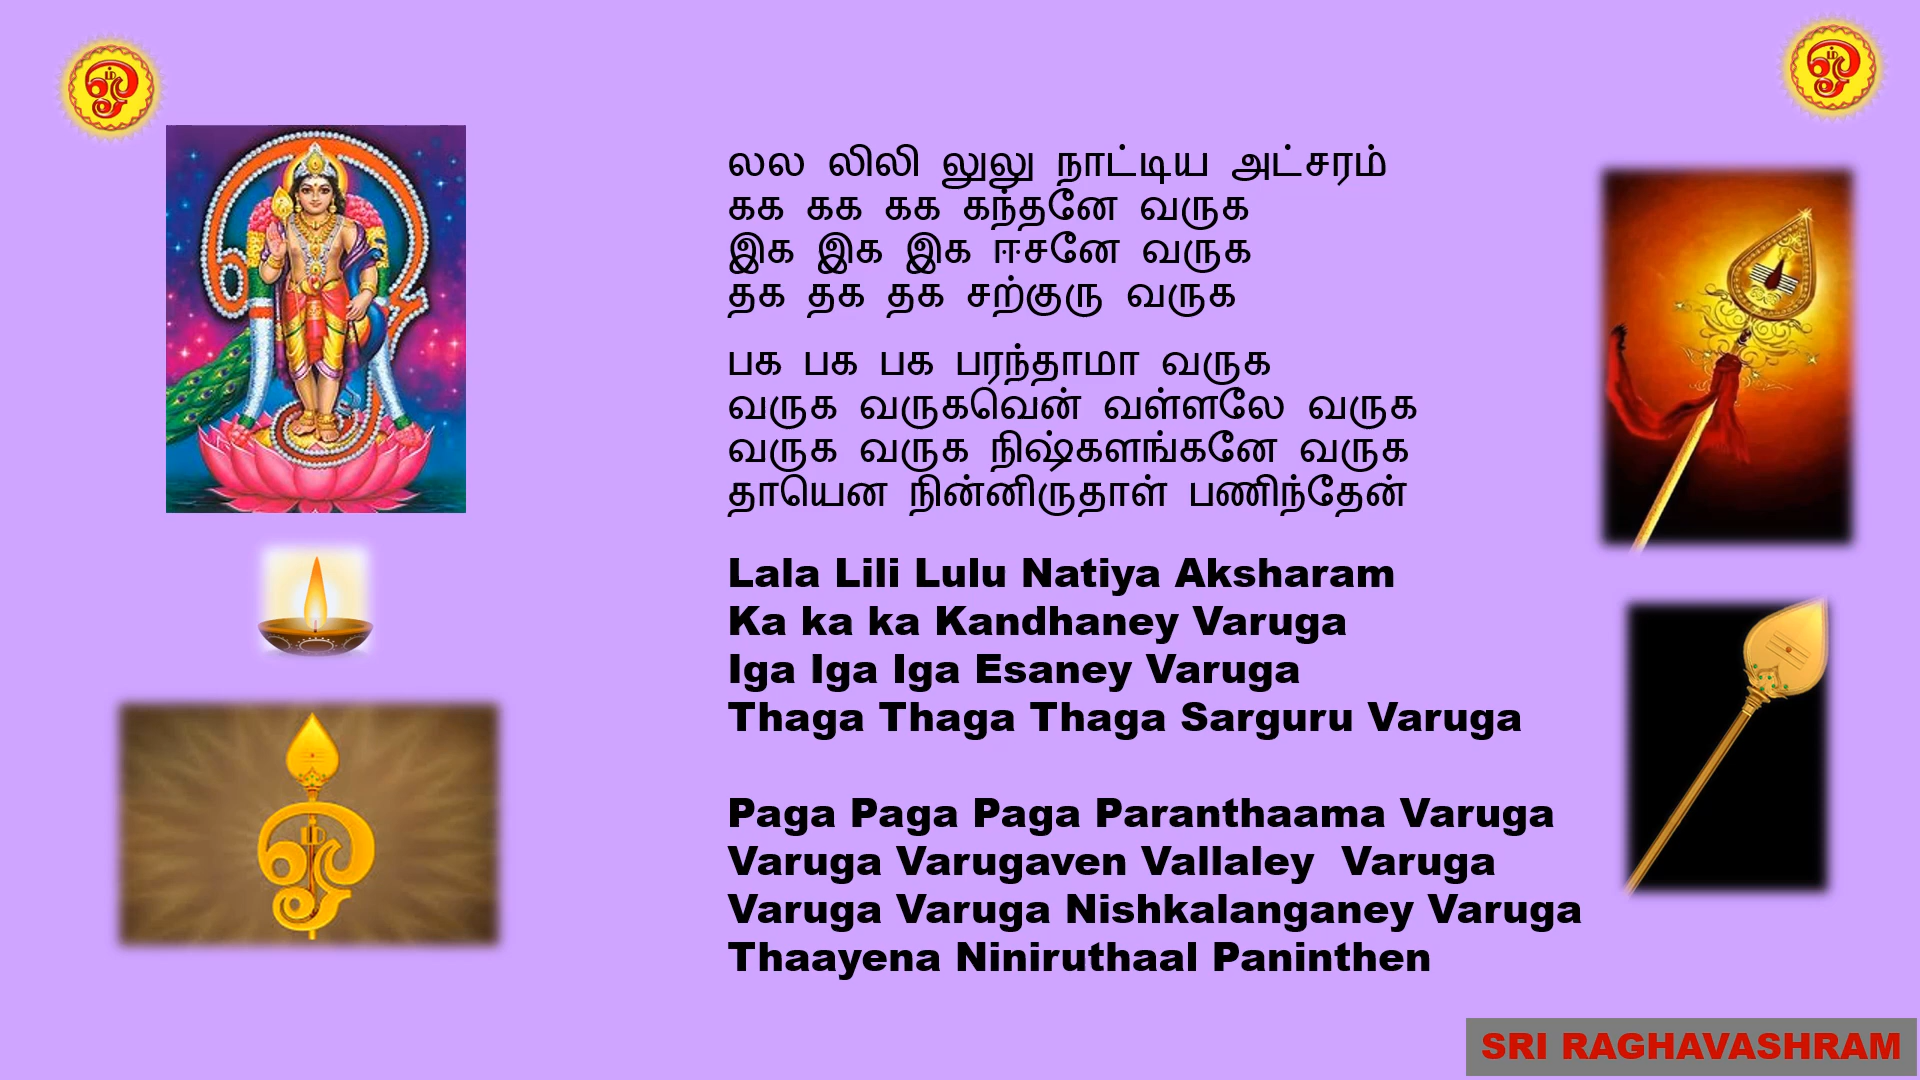 லல லிலி லுலு நாட்டிய அட்சரம்
கக கக கக கந்தனே வருக
இக இக இக ஈசனே வருக
தக தக தக சற்குரு வருக
பக பக பக பரந்தாமா வருக
வருக வருகவென் வள்ளலே வருக
வருக வருக நிஷ்களங்கனே வருக
தாயென நின்னிருதாள் பணிந்தேன்
Lala Lili Lulu Natiya Aksharam
Ka ka ka Kandhaney Varuga
Iga Iga Iga Esaney Varuga
Thaga Thaga Thaga Sarguru Varuga
Paga Paga Paga Paranthaama Varuga
Varuga Varugaven Vallaley Varuga
Varuga Varuga Nishkalanganey Varuga
Thaayena Niniruthaal Paninthen
SRI RAGHAVASHRAM